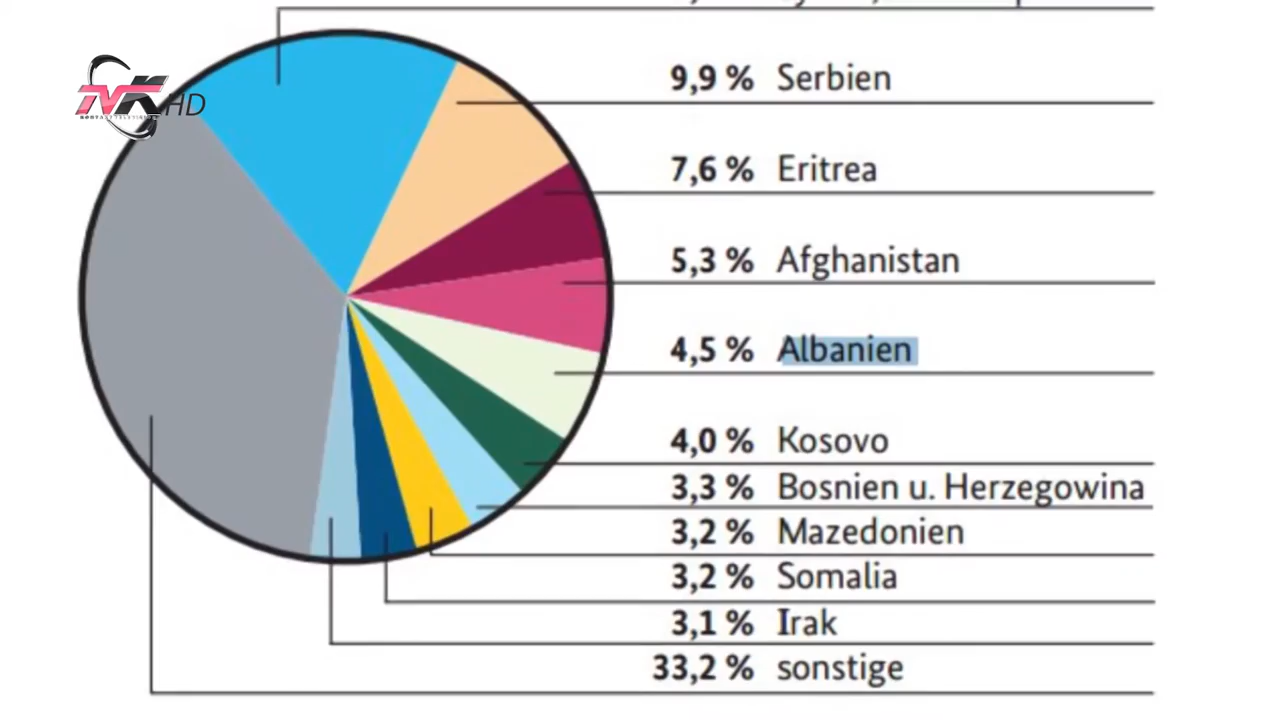 NK HD
9,9 % Serbien
7,6 % Eritrea
5,3 % Afghanistan
4,5 % Albanien
4,0 % Kosovo
3,3 % Bosnien u. Herzegowina
3,2 % Mazedonien
3,2 % Somalia
3,1 % Irak
33,2 % sonstige